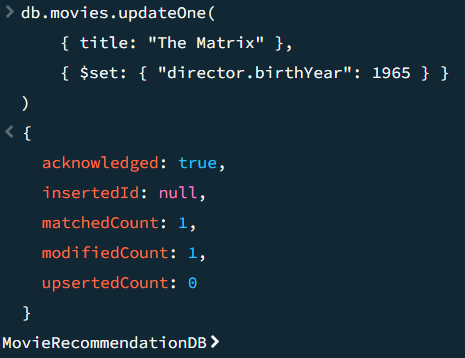 > db.movies.updateOne(
{ title: "The Matrix" },
{ $set: { "director.birthYear": 1965 } }
)
< {
acknowledged: true,
insertedId: null,
matchedCount: 1,
modifiedCount: 1,
upsertedCount: 0
}
MovieRecommendationDB>